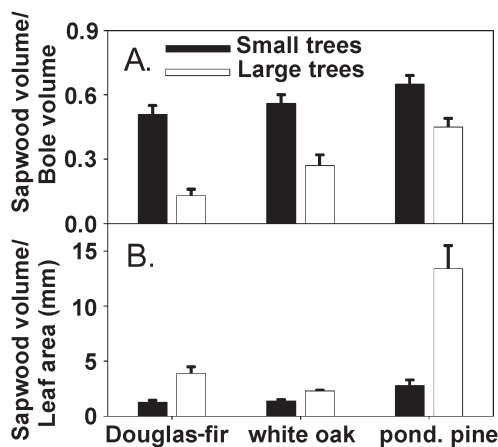 Sapwood volume/
Bole volume
0.9
0.6
0.3
0.0
A.
Small trees
Large trees
Sapwood volume/
Leaf area (mm)
15
10
5
0
B.
Douglas-fir white oak pond. pine